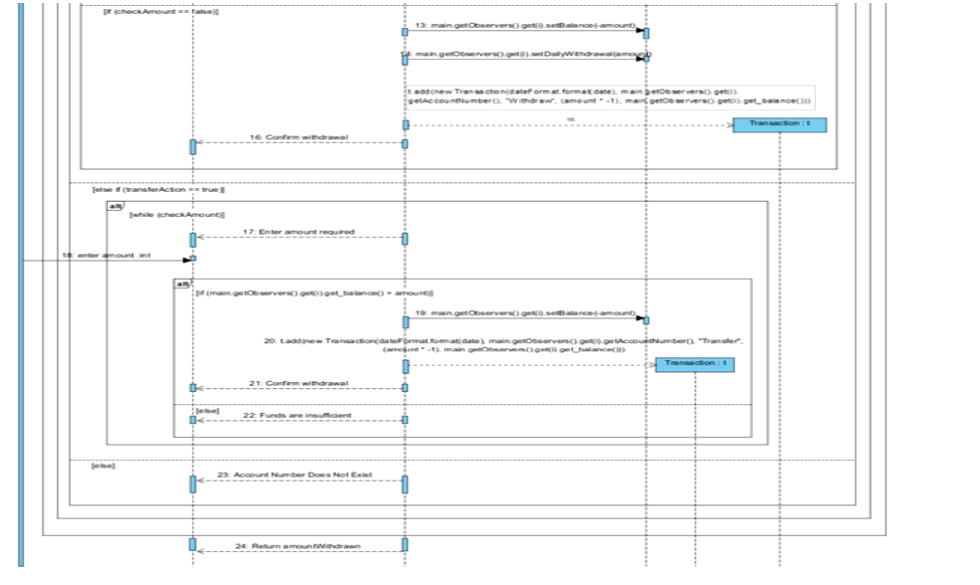 [if (checkAmount == false)]
13: main.getObservers().get(i).setBalance(-amount)
14: main.getObservers().get(i).setDailyWithdrawal(amount)
t.add(new Transaction(dateFormat.format(date), main.getObservers().get(i).
getAccountNumber(), "Withdraw", (amount * -1), main.getObservers().get(i).get_balance()))
15
Transaction : t
16: Confirm withdrawal
[else if (transferAction == true)]
alt
[while (checkAmount)]
17: Enter amount required
18: enter amount :int
alt
[if (main.getObservers().get(i).get_balance() > amount)]
19: main.getObservers().get(i).setBalance(-amount)
20: t.add(new Transaction(dateFormat.format(date), main.getObservers().get(i).getAccountNumber(), "Transfer",
(amount * -1), main.getObservers().get(i).get_balance()))
Transaction : t
21: Confirm withdrawal
[else]
22: Funds are insufficient
[else]
23: Account Number Does Not Exist
24: Return amountWithdrawn